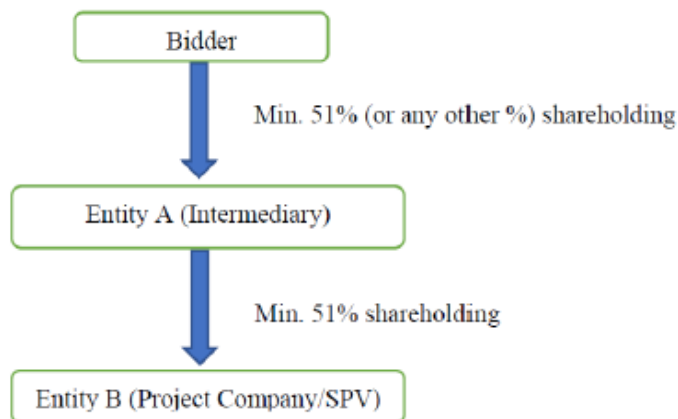 Bidder
Min. 51% (or any other %) shareholding
Entity A (Intermediary)
Min. 51% shareholding
Entity B (Project Company/SPV)